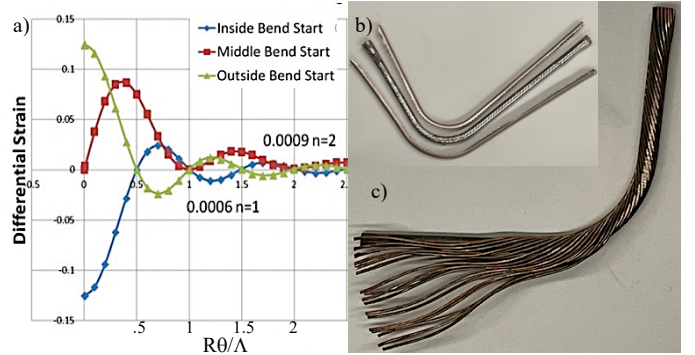 a)
Inside Bend Start
Middle Bend Start
Outside Bend Start
0.15
0.1
0.05
0
-0.05
-0.1
-0.15
Differential Strain
0.0009 n=2
0.0006 n=1
0.5
.5
1
1.5
2
2.5
Rθ/Λ
b)
c)